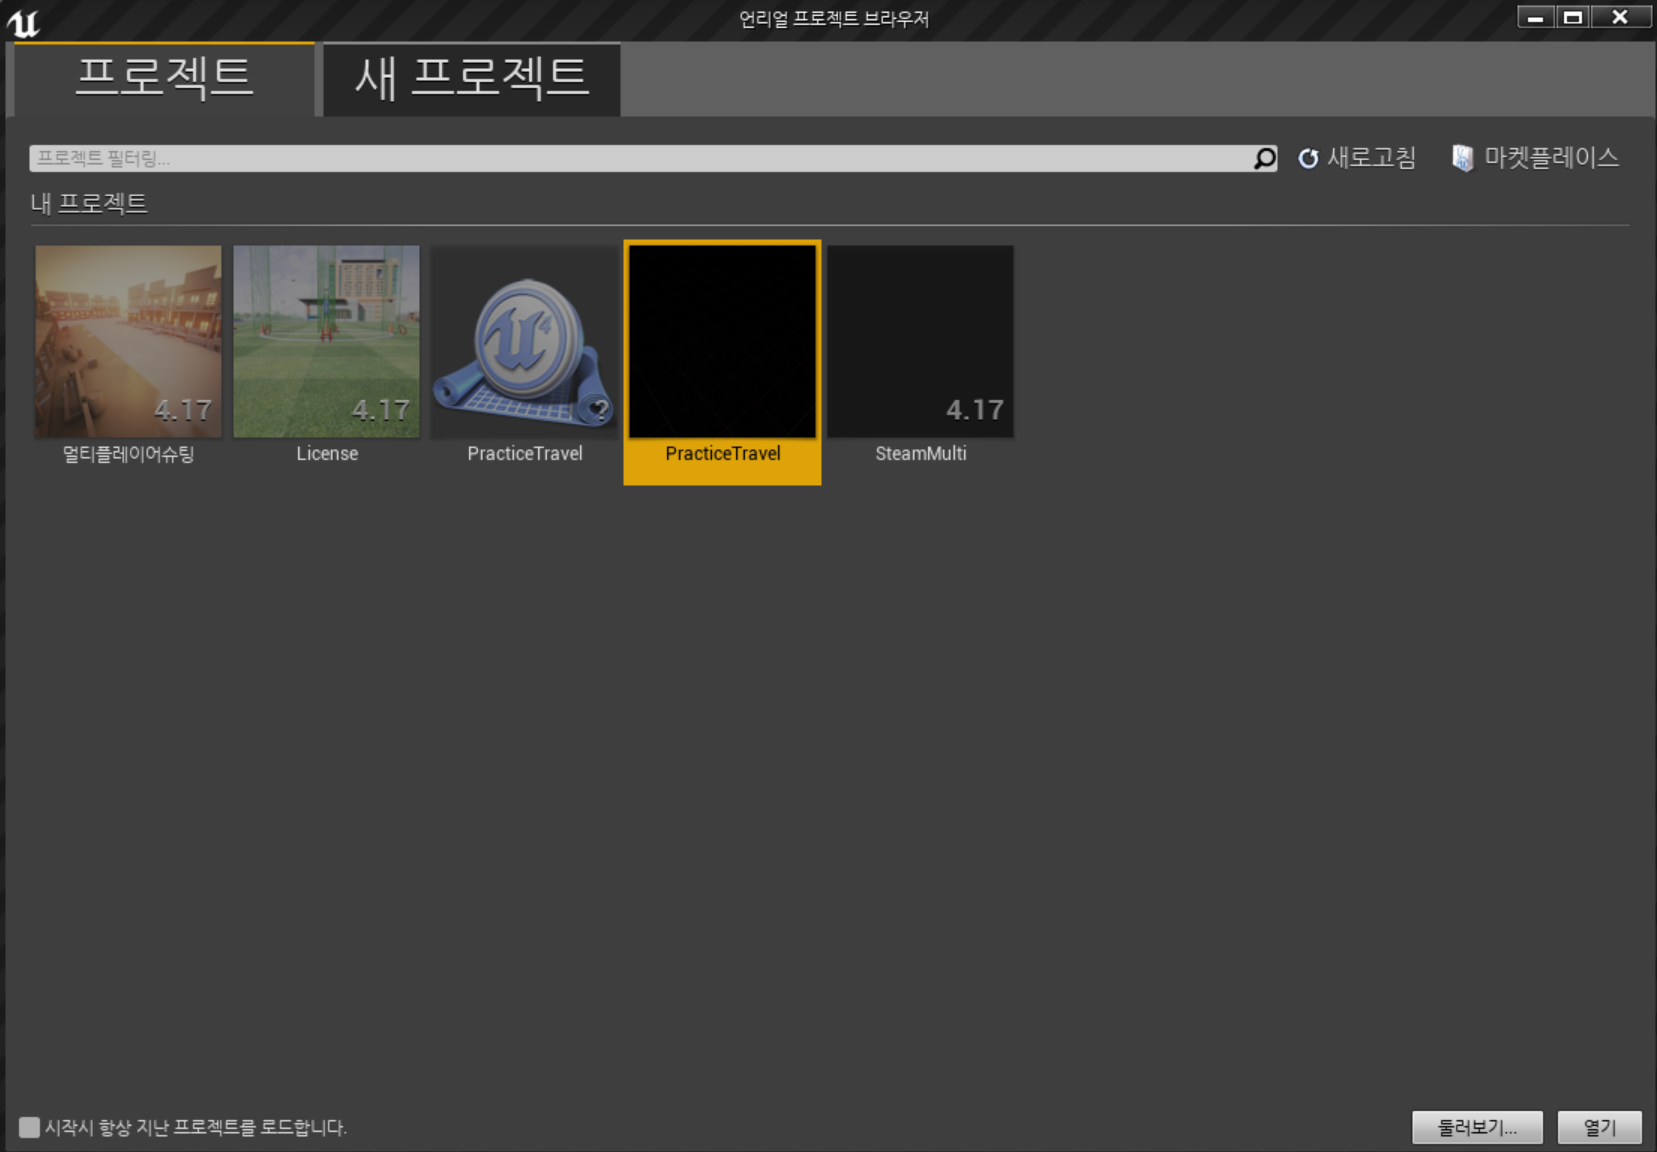 언리얼 프로젝트 브라우저
프로젝트
새 프로젝트
프로젝트 필터링...
새로고침
마켓플레이스
내 프로젝트
4.17
4.17
?
4.17
멀티플레이어슈팅
License
PracticeTravel
PracticeTravel
SteamMulti
시작시 항상 지난 프로젝트를 로드합니다.
둘러보기...
열기